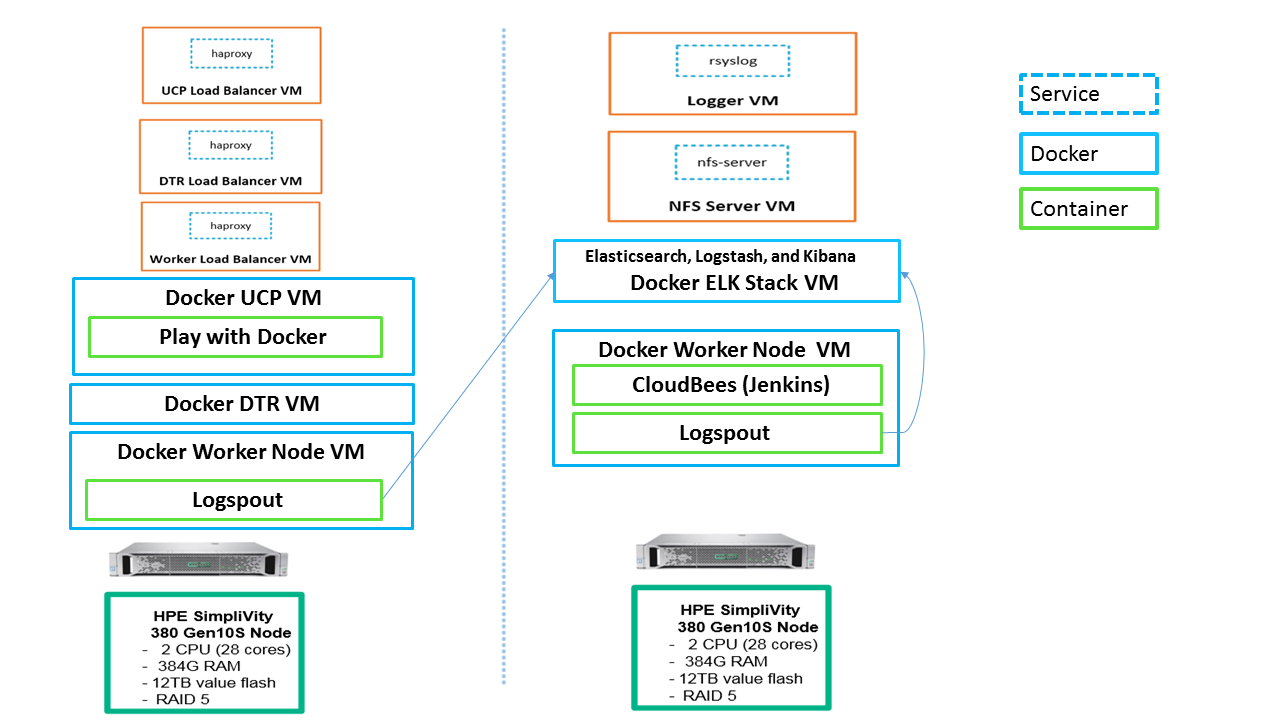 haproxy
UCP Load Balancer VM
haproxy
DTR Load Balancer VM
haproxy
Worker Load Balancer VM
Docker UCP VM
Play with Docker
Docker DTR VM
Docker Worker Node VM
Logspout
HPE SimpliVity
380 Gen10S Node
- 2 CPU (28 cores)
- 384G RAM
- 12TB value flash
- RAID 5
rsyslog
Logger VM
nfs-server
NFS Server VM
Elasticsearch, Logstash, and Kibana
Docker ELK Stack VM
Docker Worker Node VM
CloudBees (Jenkins)
Logspout
HPE SimpliVity
380 Gen10S Node
- 2 CPU (28 cores)
- 384G RAM
- 12TB value flash
- RAID 5
Service
Docker
Container